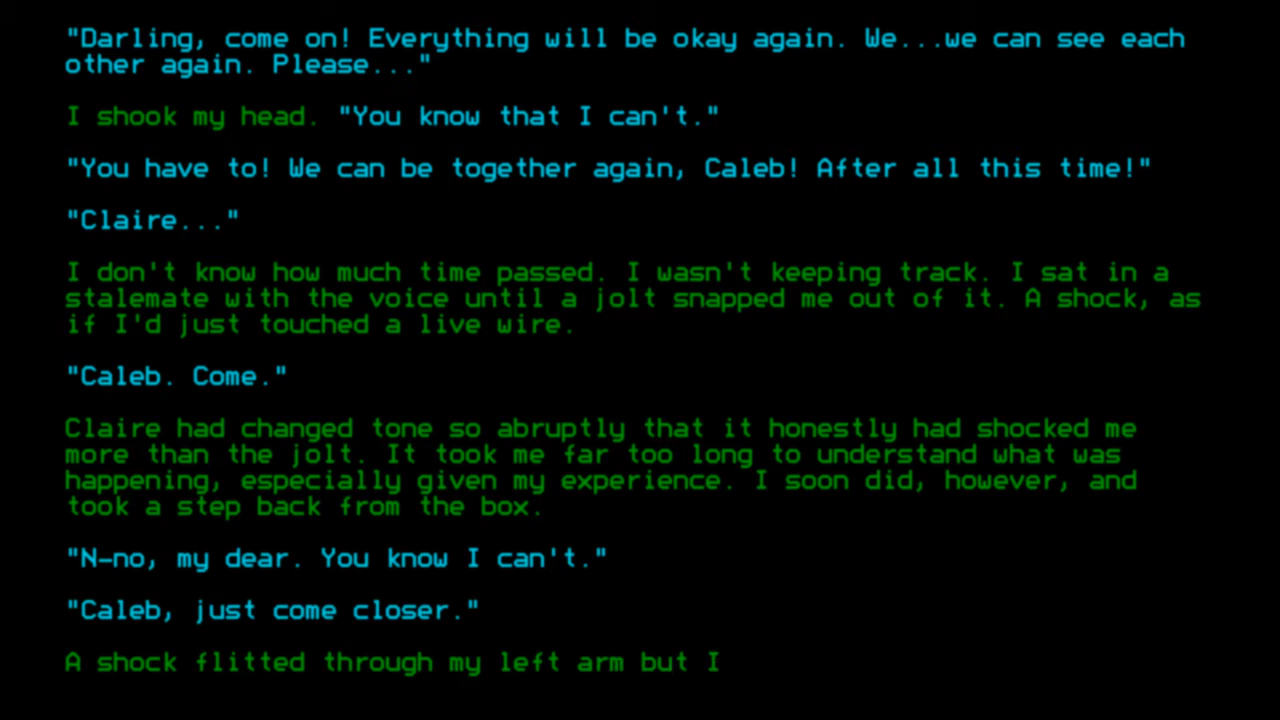 "Darling, come on! Everything will be okay again. We...we can see each
other again. Please..."
I shook my head. "You know that I can't."
"You have to! We can be together again, Caleb! After all this time!"
"Claire..."
I don't know how much time passed. I wasn't keeping track. I sat in a
stalemate with the voice until a jolt snapped me out of it. A shock, as
if I'd just touched a live wire.
"Caleb. Come."
Claire had changed tone so abruptly that it honestly had shocked me
more than the jolt. It took me far too long to understand what was
happening, especially given my experience. I soon did, however, and
took a step back from the box.
"N-no, my dear. You know I can't."
"Caleb, just come closer."
A shock flitted through my left arm but I